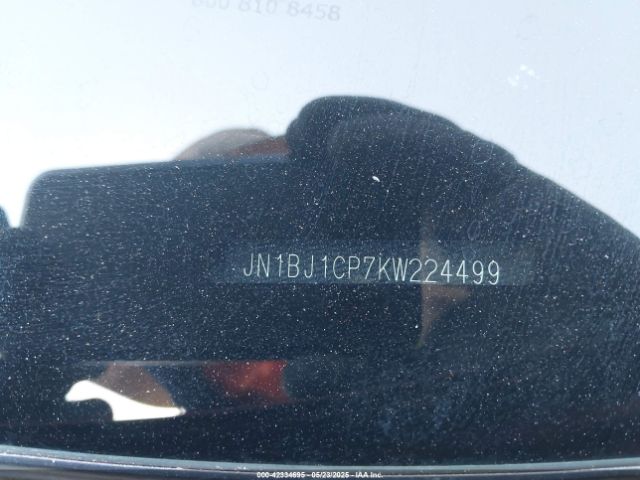 800 810 8458
JN1BJ1CP7KW224499
000-42334695 - 05/23/2025 - IAA Inc.